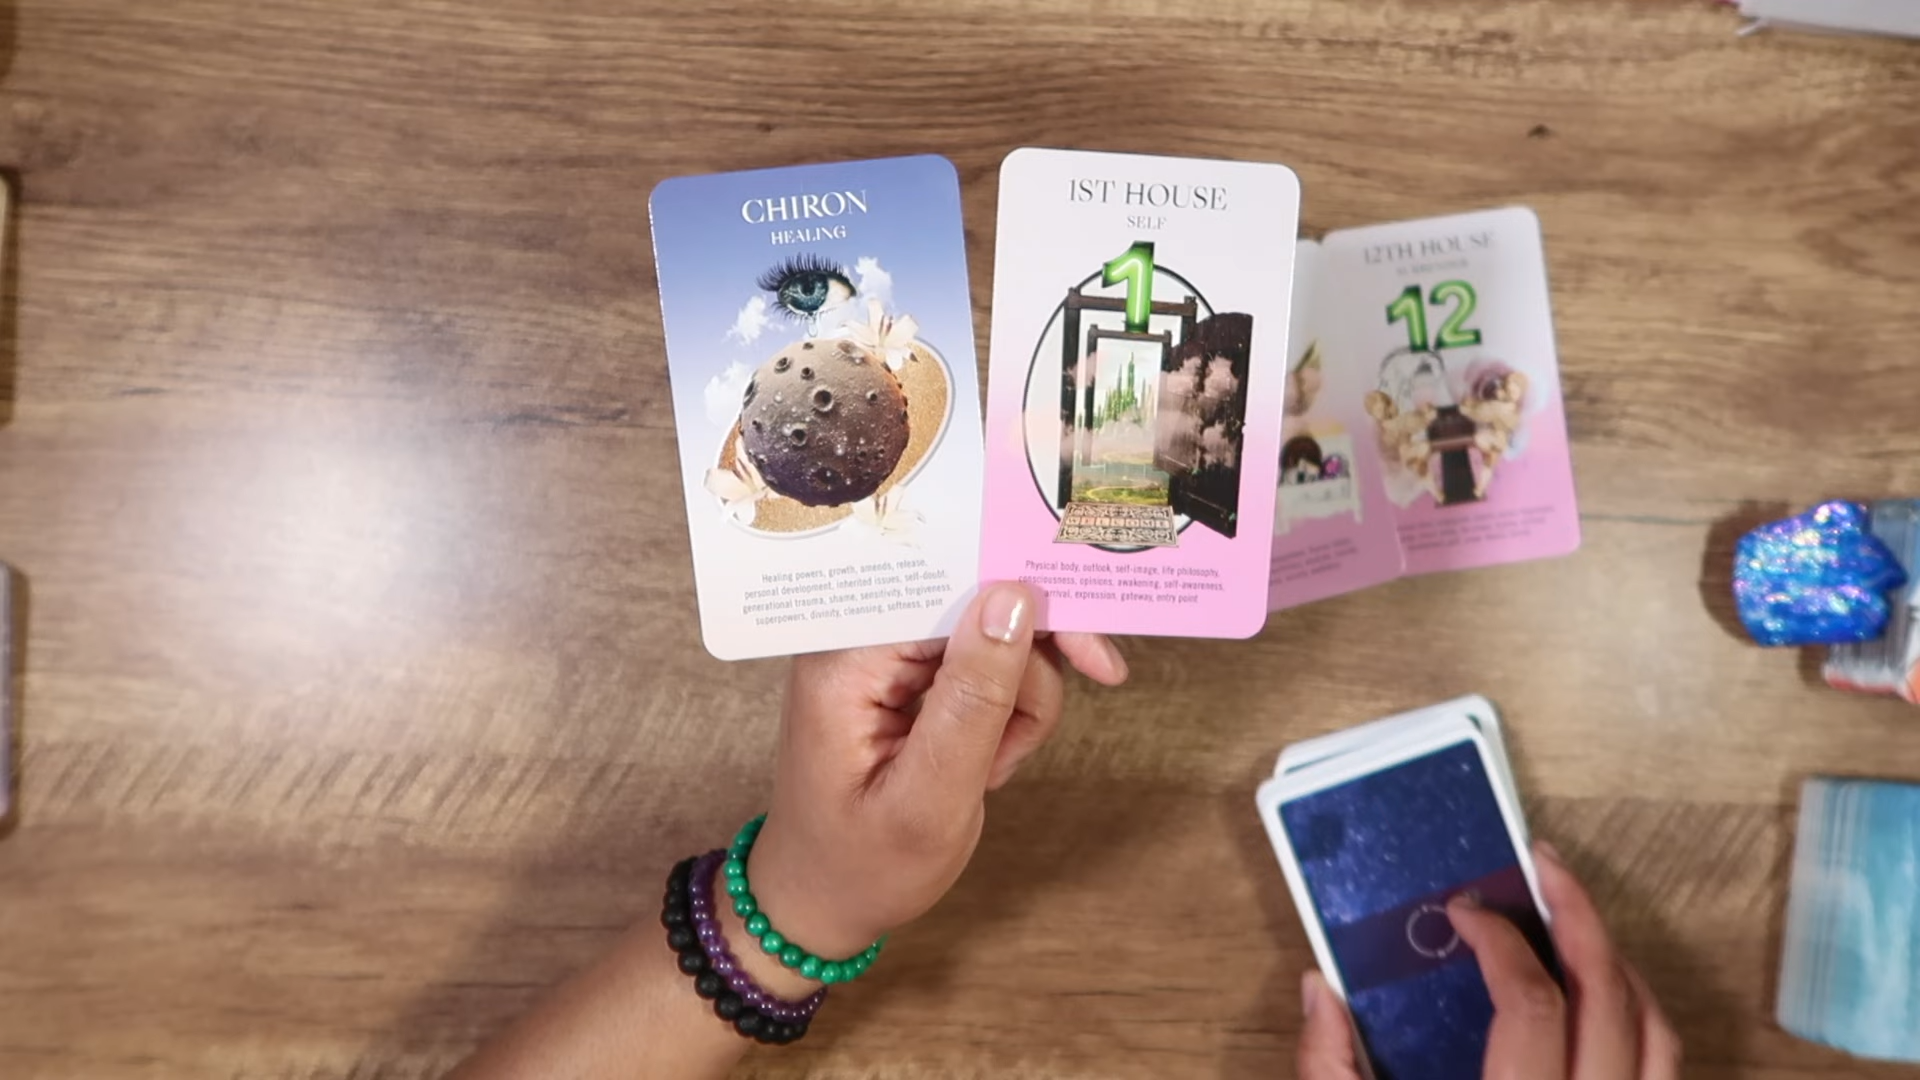 CHIRON
HEALING
Healing powers, growth, amends, release,
personal development, inherited issues, self-doubt,
generational trauma, shame, sensitivity, forgiveness,
superpowers, divinity, cleansing, softness, pain
1ST HOUSE
SELF
1
WELCOME
Physical body, outlook, self-image, life philosophy,
consciousness, opinions, awakening, self-awareness,
arrival, expression, gateway, entry point
12TH HOUSE
12